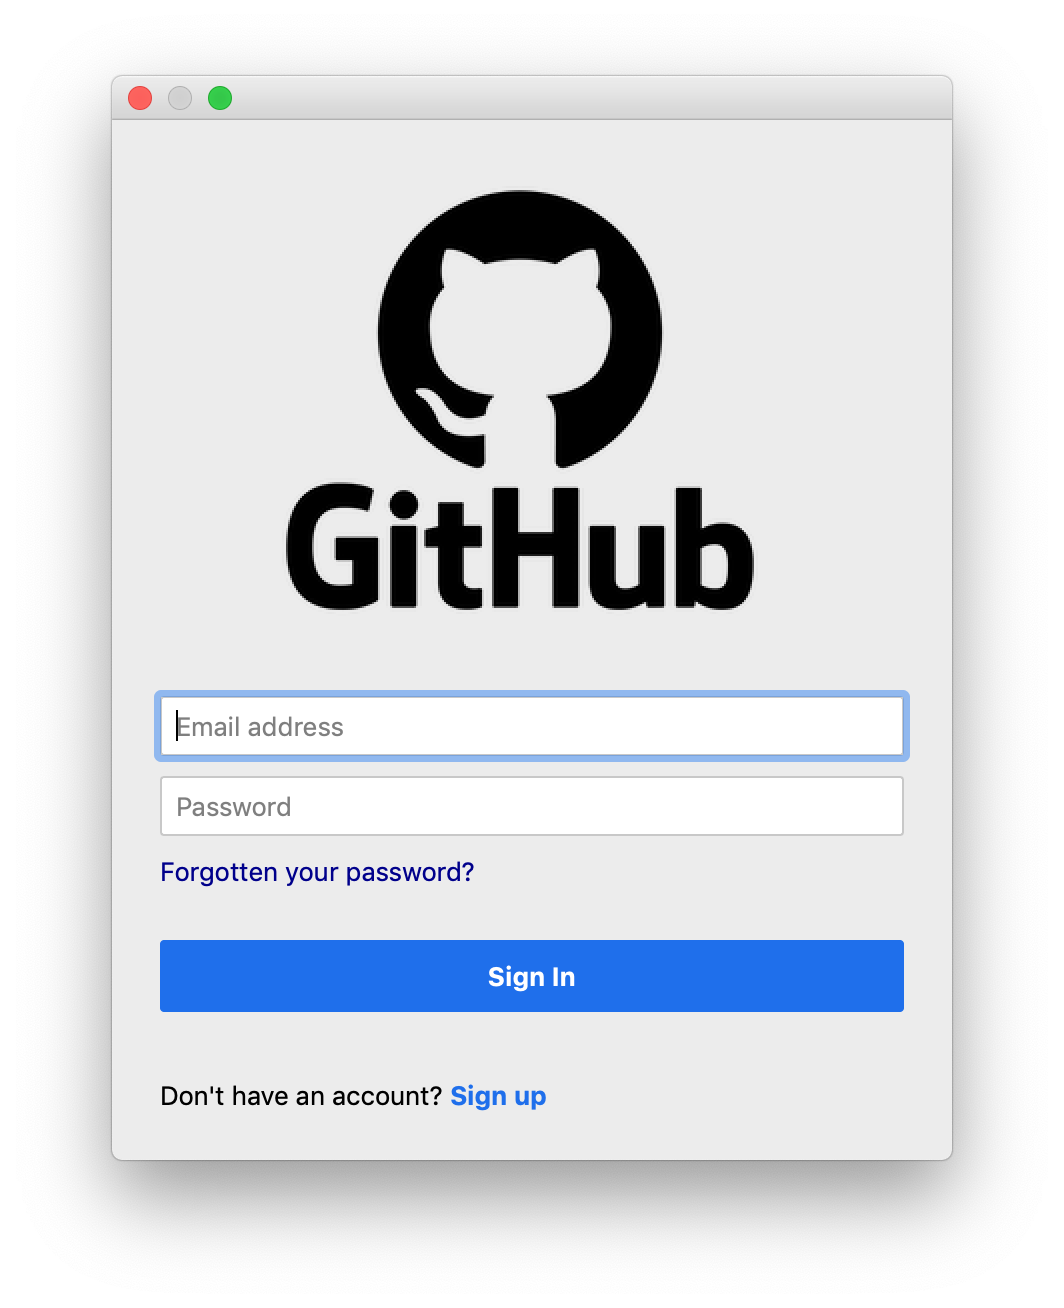 GitHub
Email address
Password
Forgotten your password?
Sign In
Don't have an account? Sign up